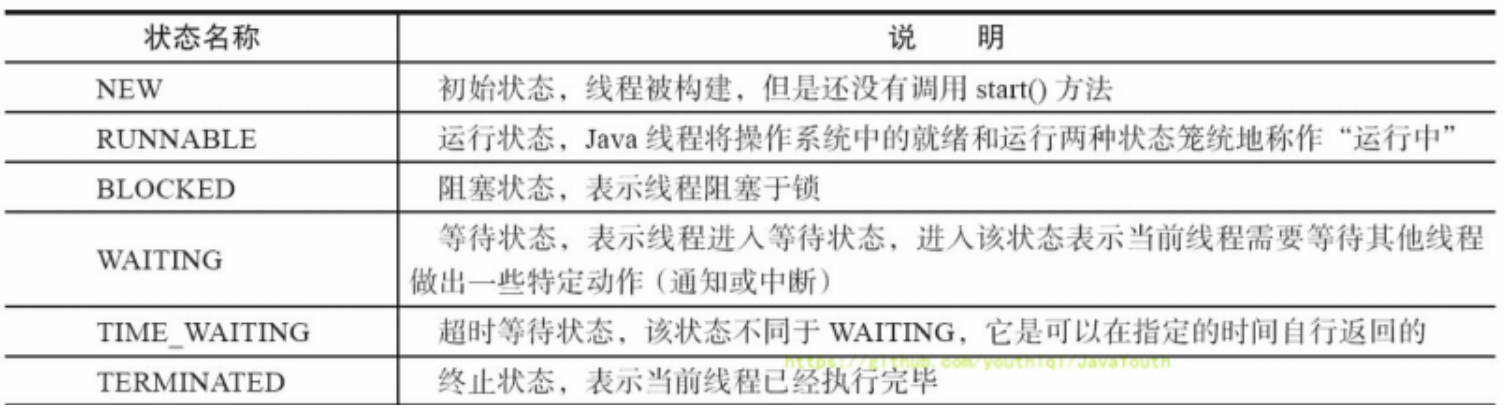 状态名称 说 明
NEW 初始状态，线程被构建，但是还没有调用 start() 方法
RUNNABLE 运行状态，Java 线程将操作系统中的就绪和运行两种状态笼统地称作“运行中”
BLOCKED 阻塞状态，表示线程阻塞于锁
WAITING 等待状态，表示线程进入等待状态，进入该状态表示当前线程需要等待其他线程
做出一些特定动作（通知或中断）
TIME_WAITING 超时等待状态，该状态不同于 WAITING，它是可以在指定的时间自行返回的
https://github.com/youthlql/JavaYouth
TERMINATED 终止状态，表示当前线程已经执行完毕